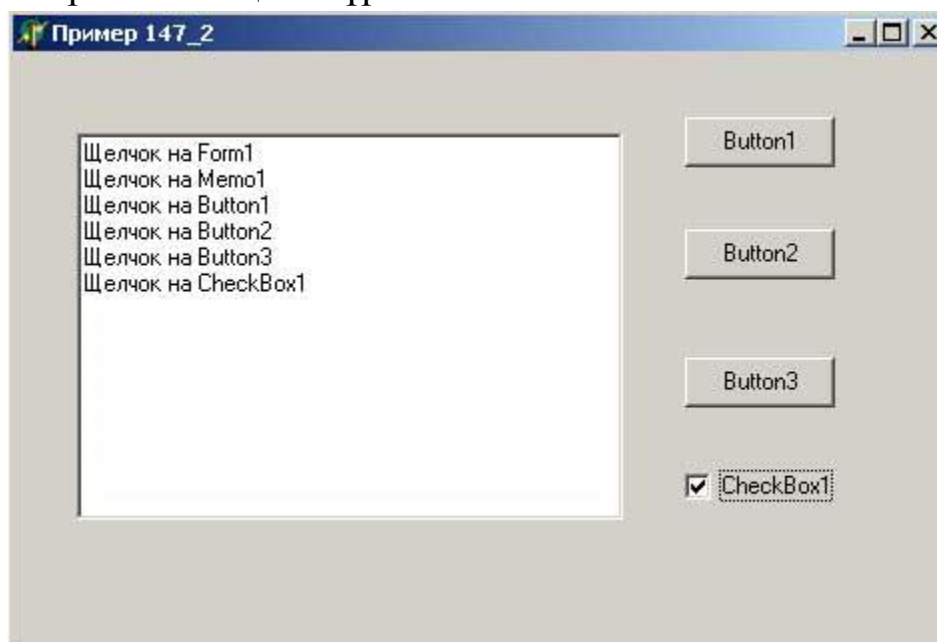 Пример 147_2
Щелчок на Form1
Щелчок на Memo1
Щелчок на Button1
Щелчок на Button2
Щелчок на Button3
Щелчок на CheckBox1
Button1
Button2
Button3
CheckBox1